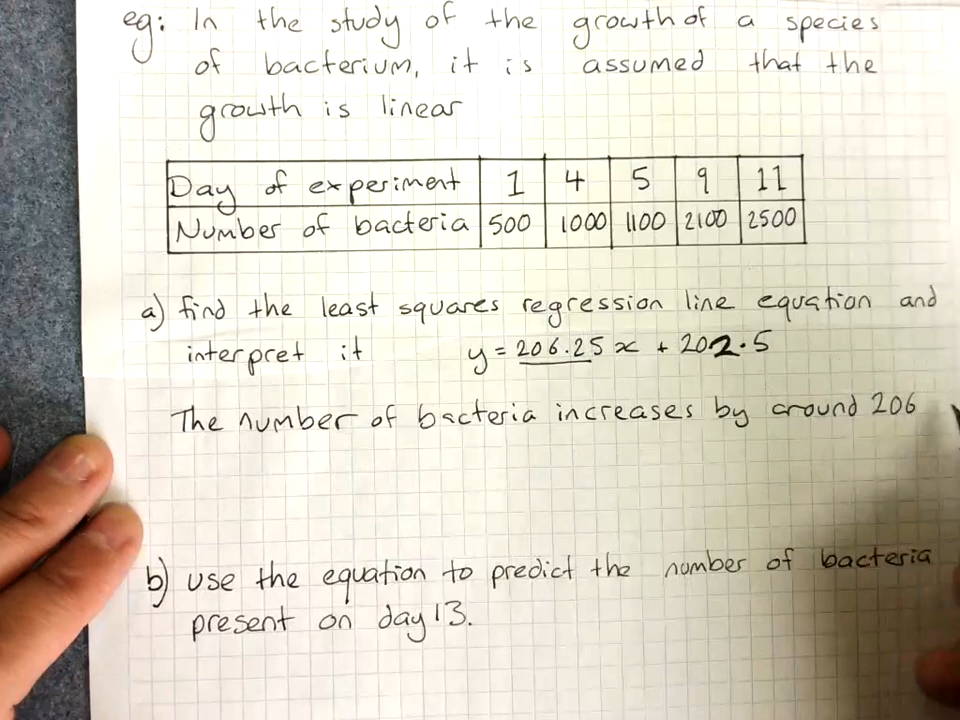 eg: In the study of the growth of a species
of bacterium, it is assumed that the
growth is linear
Day of experiment 1 4 5 9 11
Number of bacteria 500 1000 1100 2100 2500
a) find the least squares regression line equation and
interpret it y = 206.25x + 202.5
The number of bacteria increases by around 206
b) use the equation to predict the number of bacteria
present on day 13.